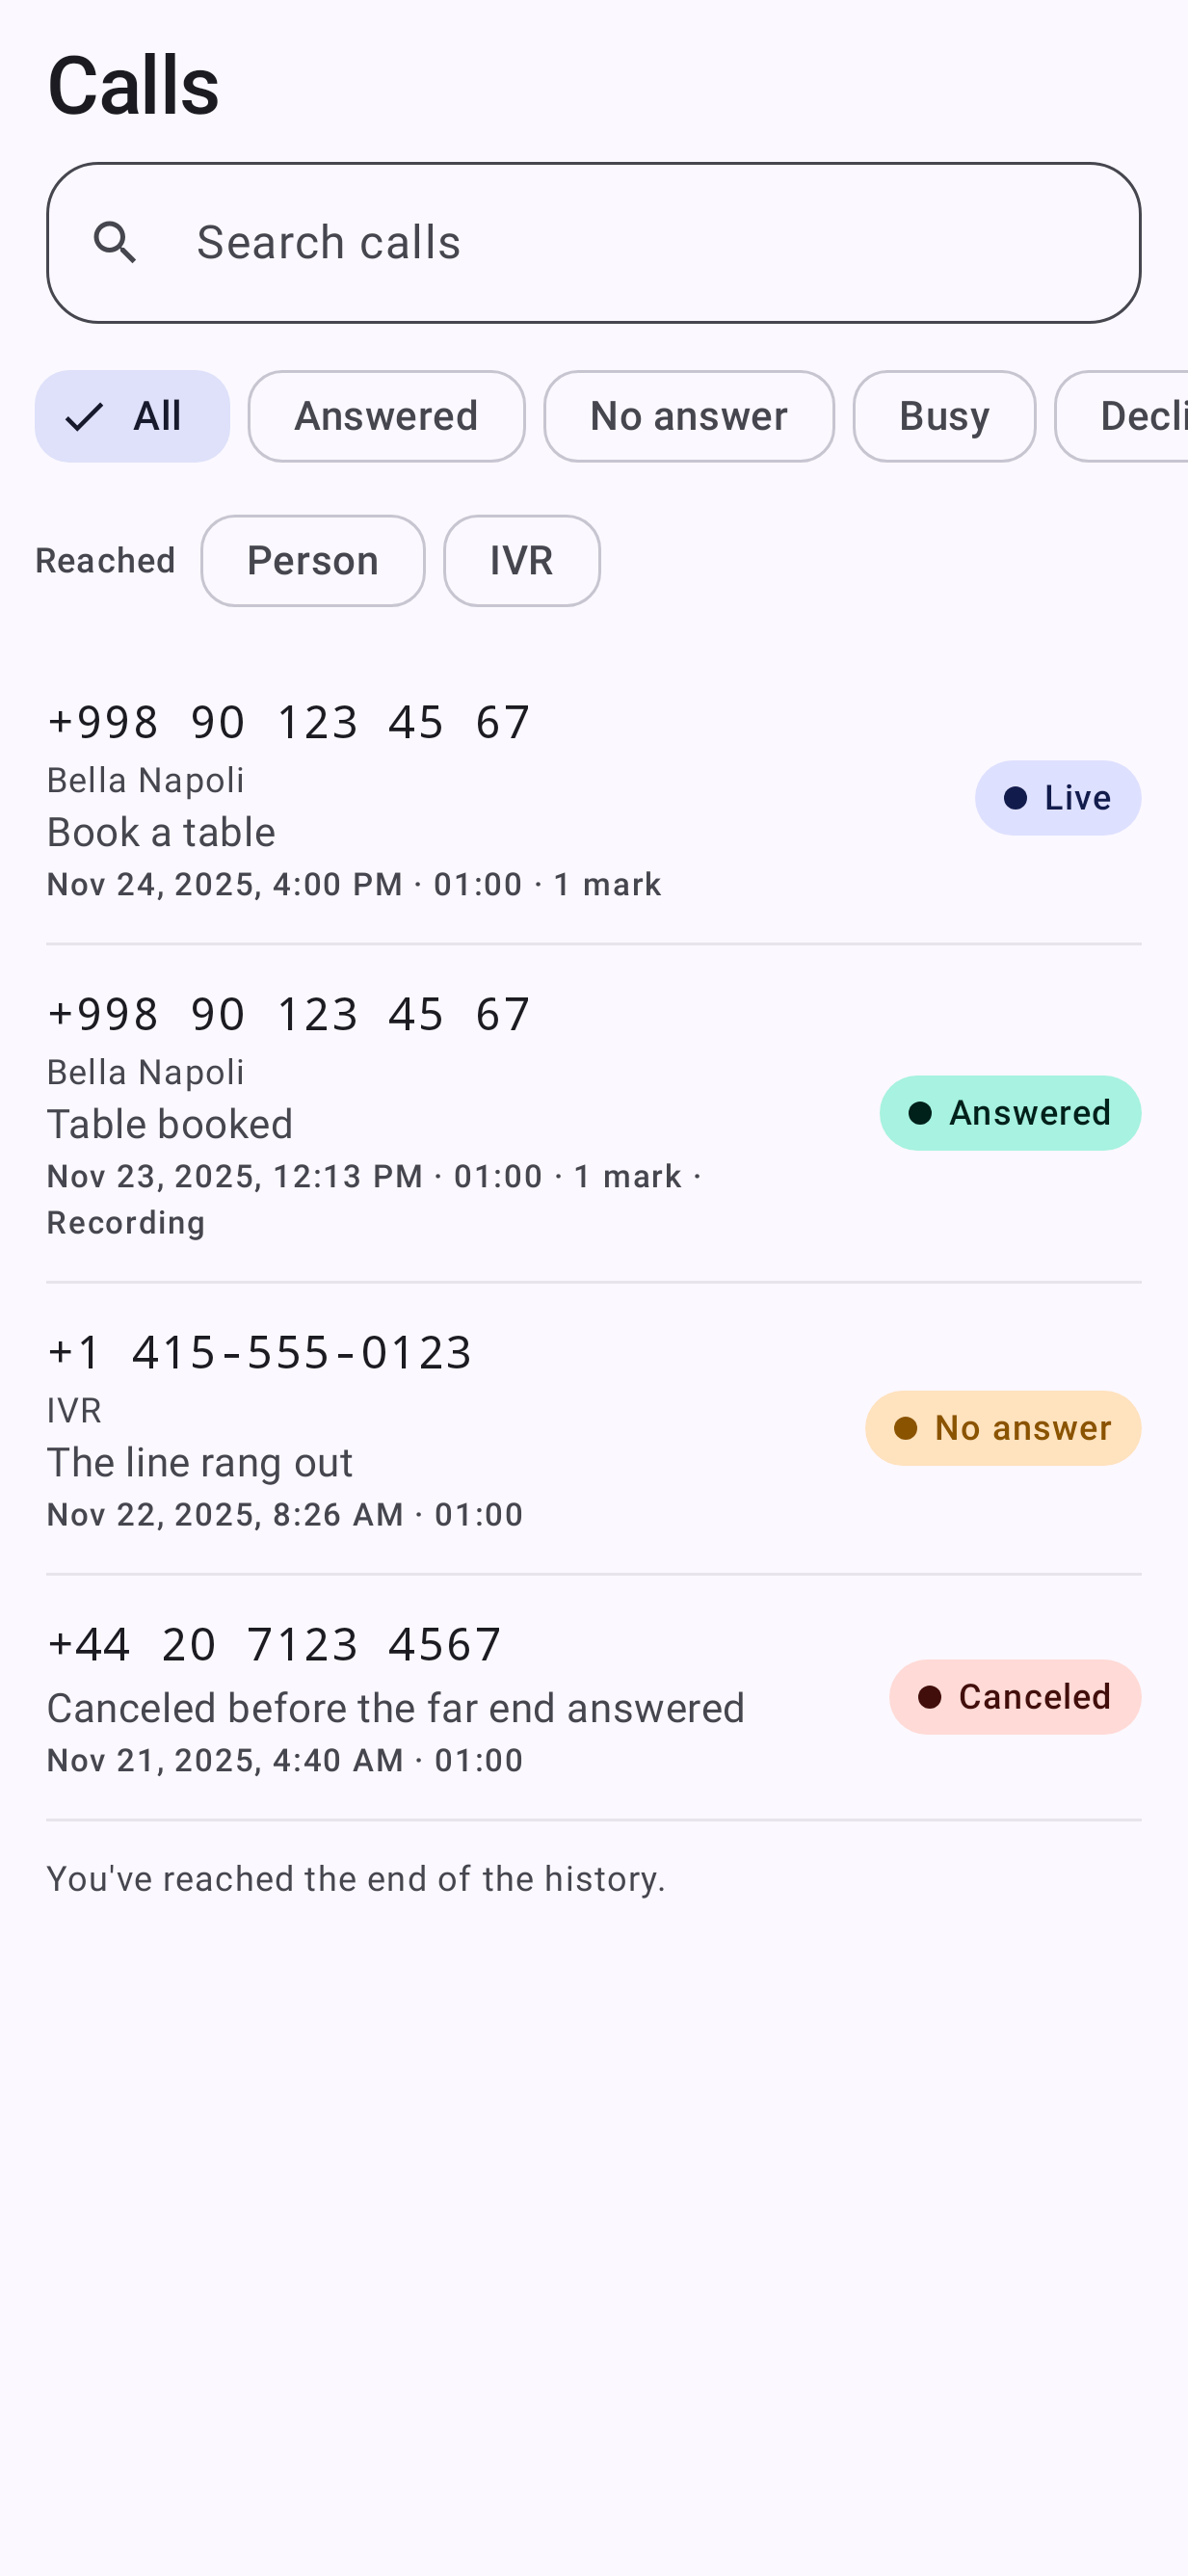 Calls
Search calls
All
Answered
No answer
Busy
Decli
Reached
Person
IVR
+998 90 123 45 67
Bella Napoli
Book a table
Nov 24, 2025, 4:00 PM · 01:00 · 1 mark
Live
+998 90 123 45 67
Bella Napoli
Table booked
Nov 23, 2025, 12:13 PM · 01:00 · 1 mark ·
Recording
Answered
+1 415-555-0123
IVR
The line rang out
Nov 22, 2025, 8:26 AM · 01:00
No answer
+44 20 7123 4567
Canceled before the far end answered
Nov 21, 2025, 4:40 AM · 01:00
Canceled
You've reached the end of the history.